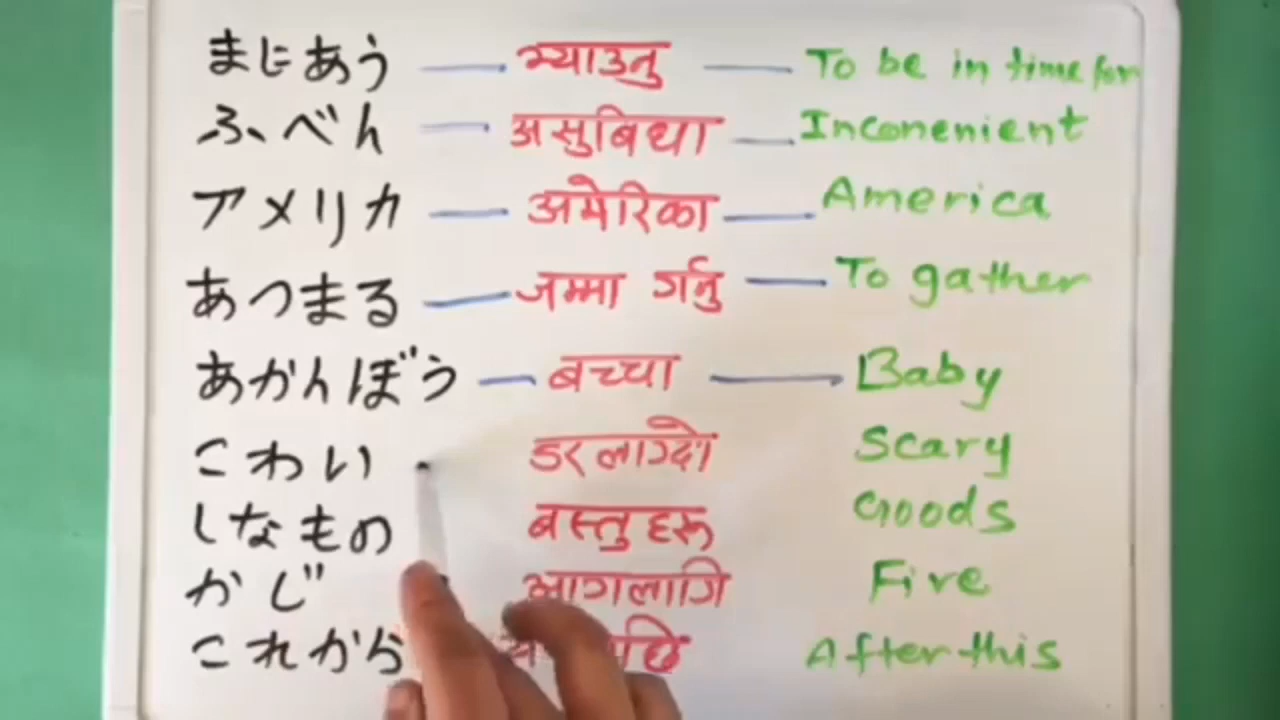 まにあう भ्याउनु To be in time for
ふべん असुबिधा Inconenient
アメリカ अमेरिका America
あつまる जम्मा गर्नु To gather
あかんぼう बच्चा Baby
こわい डर लाग्दो Scary
しなもの बस्तुहरू Goods
かじ आगलागि Fire
これから After this